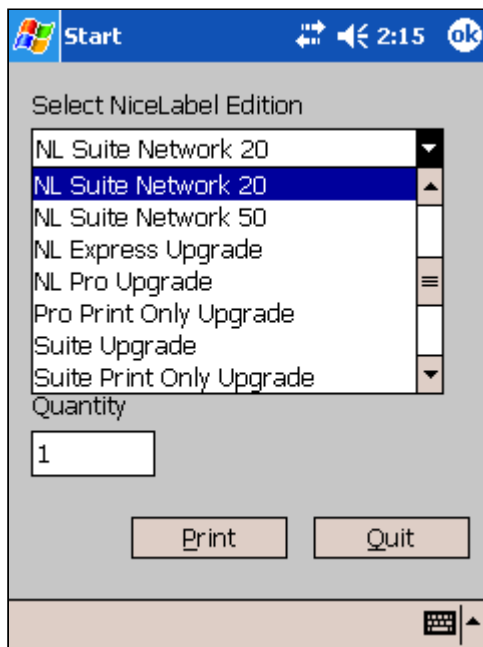 Start 2:15 ok
Select NiceLabel Edition
NL Suite Network 20
NL Suite Network 20
NL Suite Network 50
NL Express Upgrade
NL Pro Upgrade
Pro Print Only Upgrade
Suite Upgrade
Suite Print Only Upgrade
Quantity
1
Print Quit